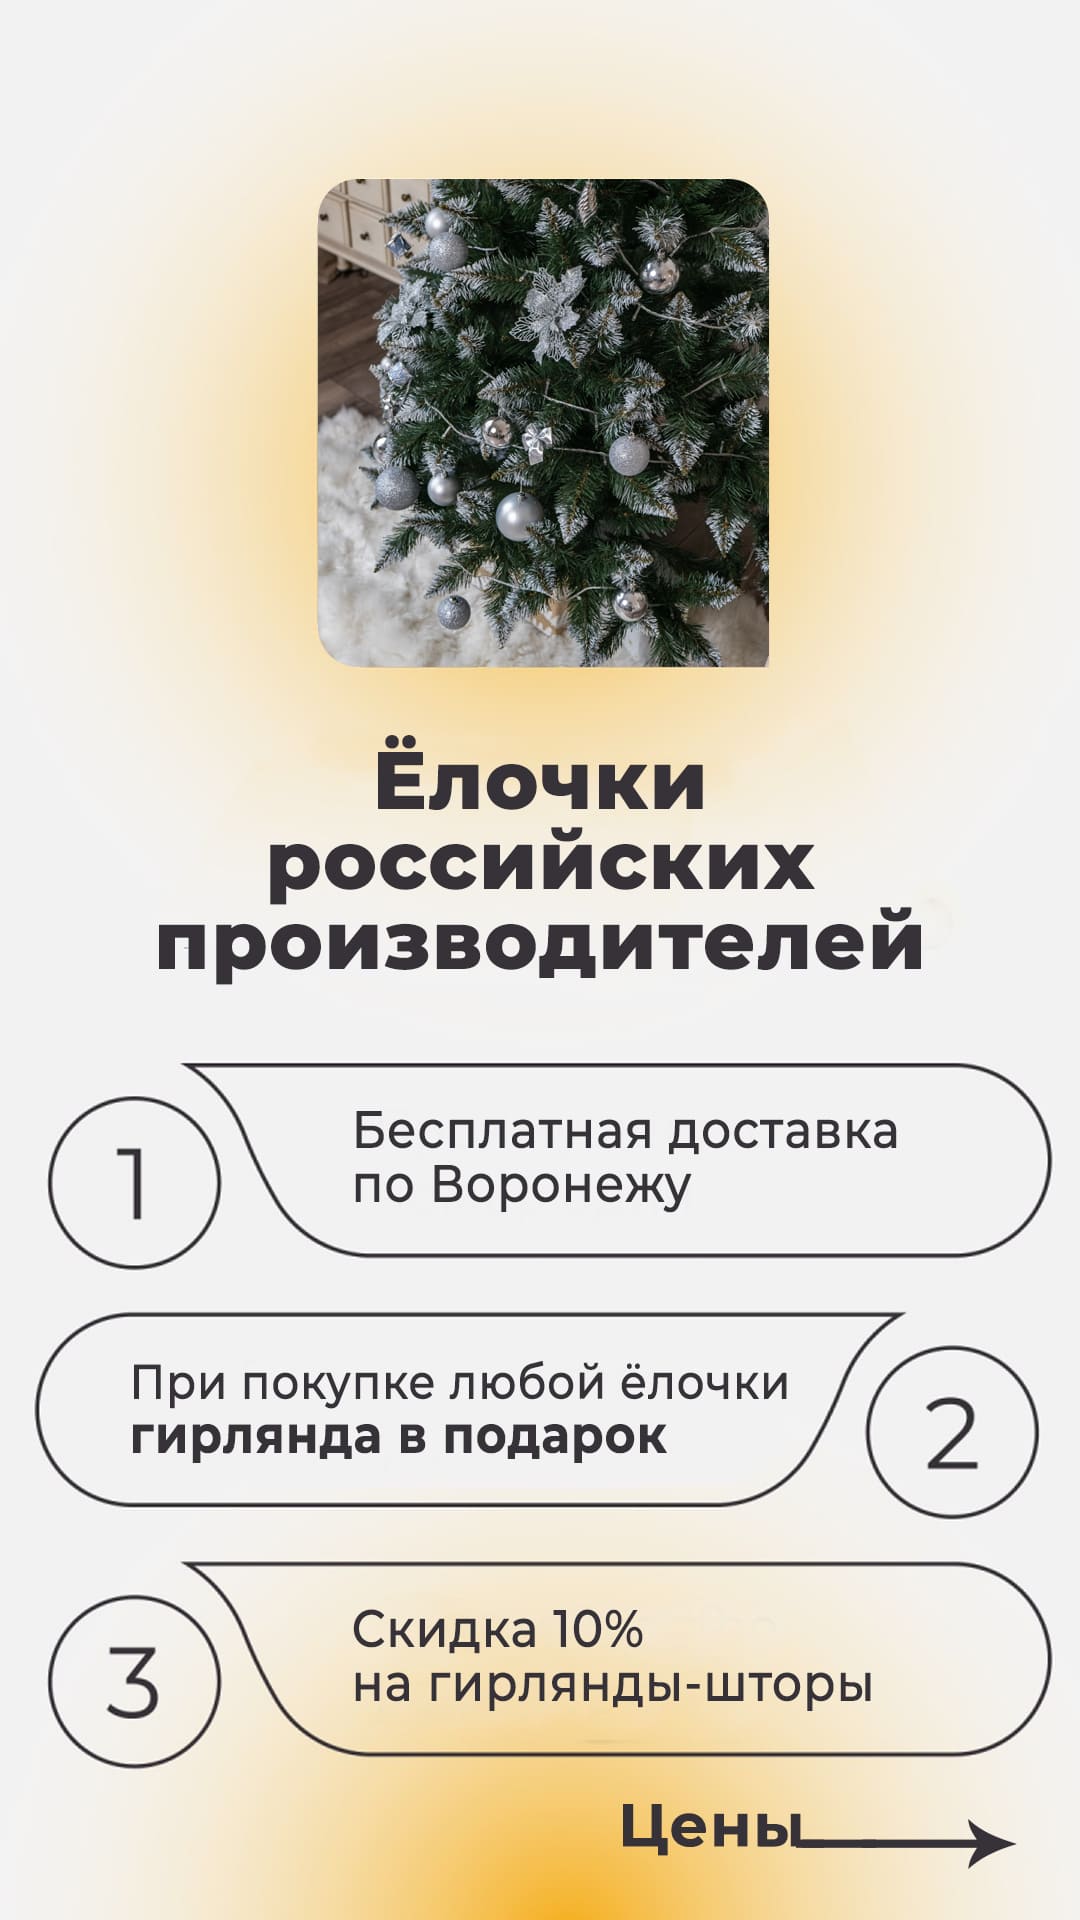 Ёлочки
российских
производителей
1
Бесплатная доставка
по Воронежу
При покупке любой ёлочки
гирлянда в подарок
2
3
Скидка 10%
на гирлянды-шторы
Цены